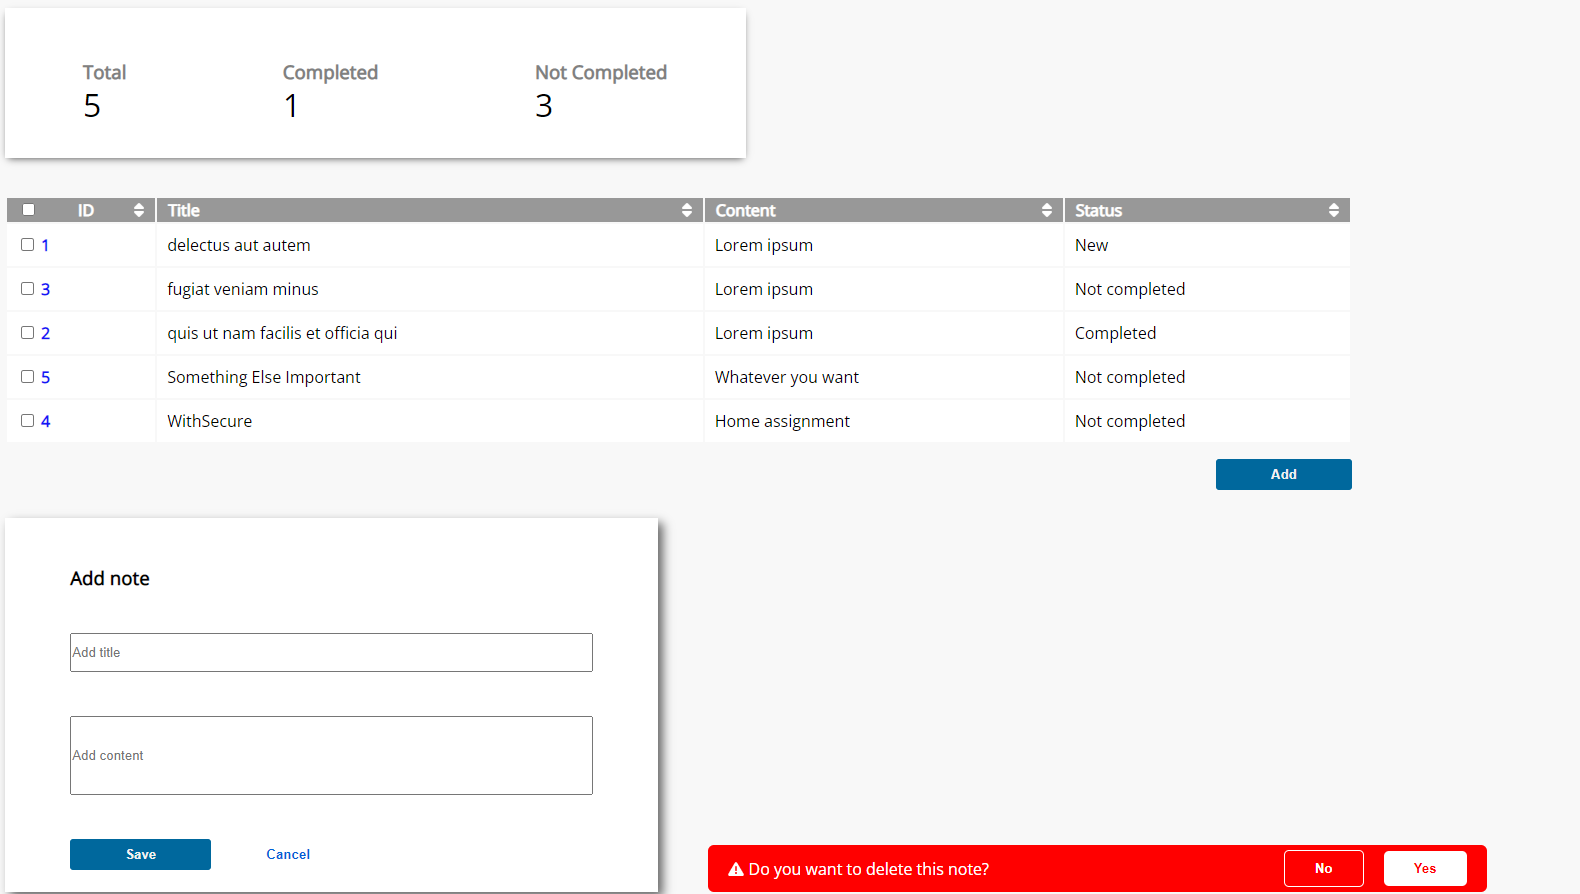 Total Completed Not Completed
5 1 3
ID Title Content Status
1 delectus aut autem Lorem ipsum New
3 fugiat veniam minus Lorem ipsum Not completed
2 quis ut nam facilis et officia qui Lorem ipsum Completed
5 Something Else Important Whatever you want Not completed
4 WithSecure Home assignment Not completed
Add
Add note
Add title
Add content
Save Cancel
Do you want to delete this note? No Yes